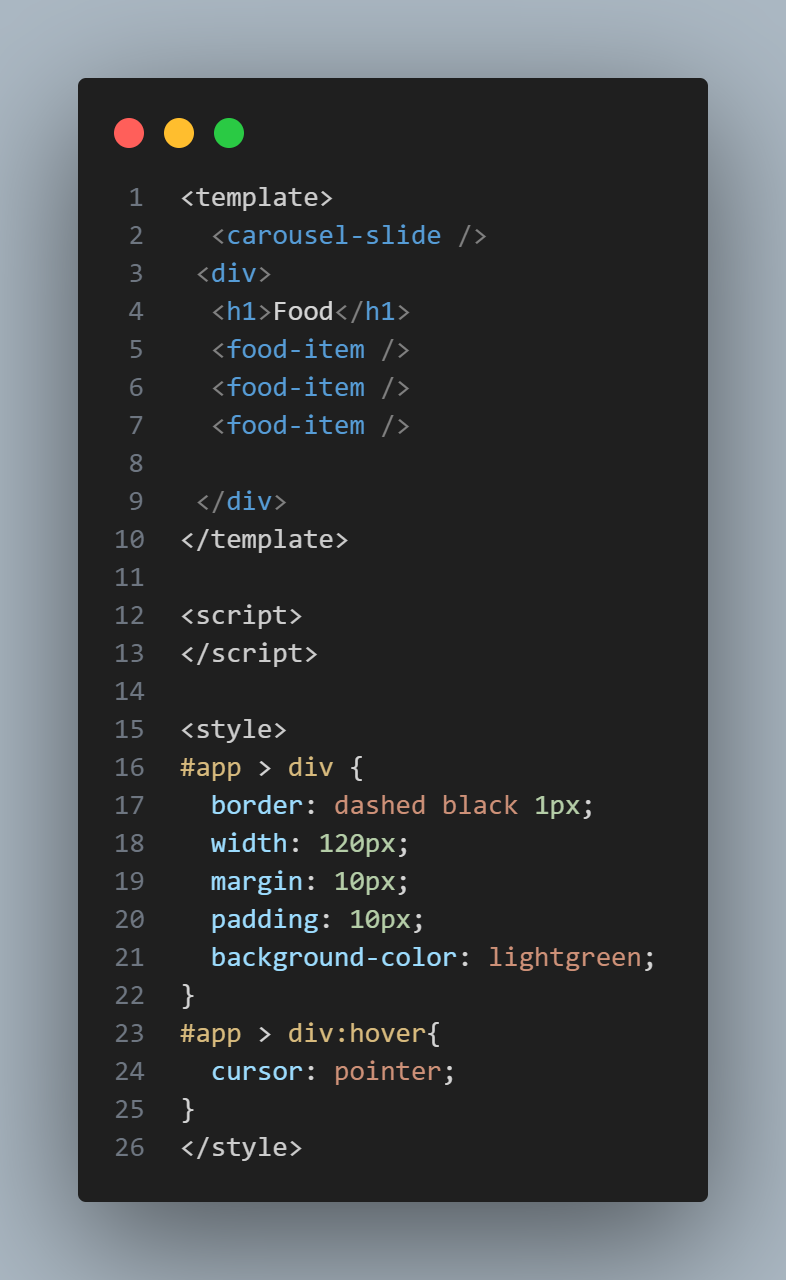 1 <template>
2   <carousel-slide />
3  <div>
4   <h1>Food</h1>
5   <food-item />
6   <food-item />
7   <food-item />
8
9  </div>
10 </template>
11
12 <script>
13 </script>
14
15 <style>
16 #app > div {
17   border: dashed black 1px;
18   width: 120px;
19   margin: 10px;
20   padding: 10px;
21   background-color: lightgreen;
22 }
23 #app > div:hover{
24   cursor: pointer;
25 }
26 </style>